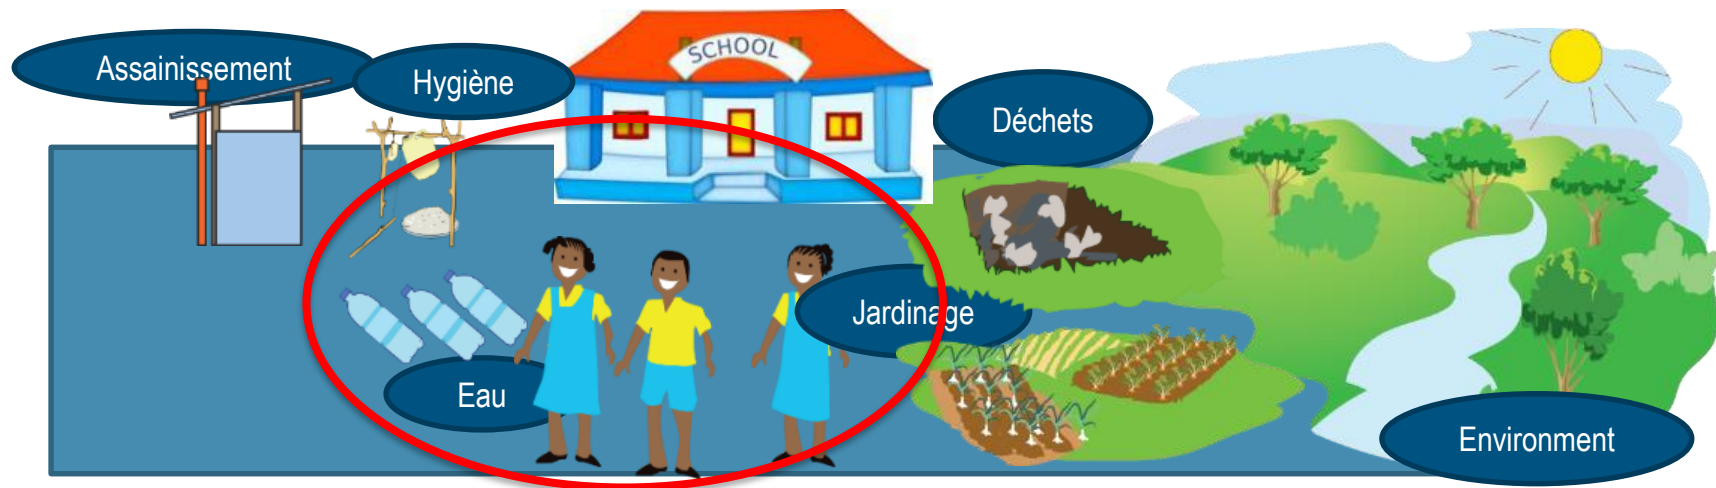 Assainissement
Hygiène
SCHOOL
Déchets
Jardinage
Eau
Environment